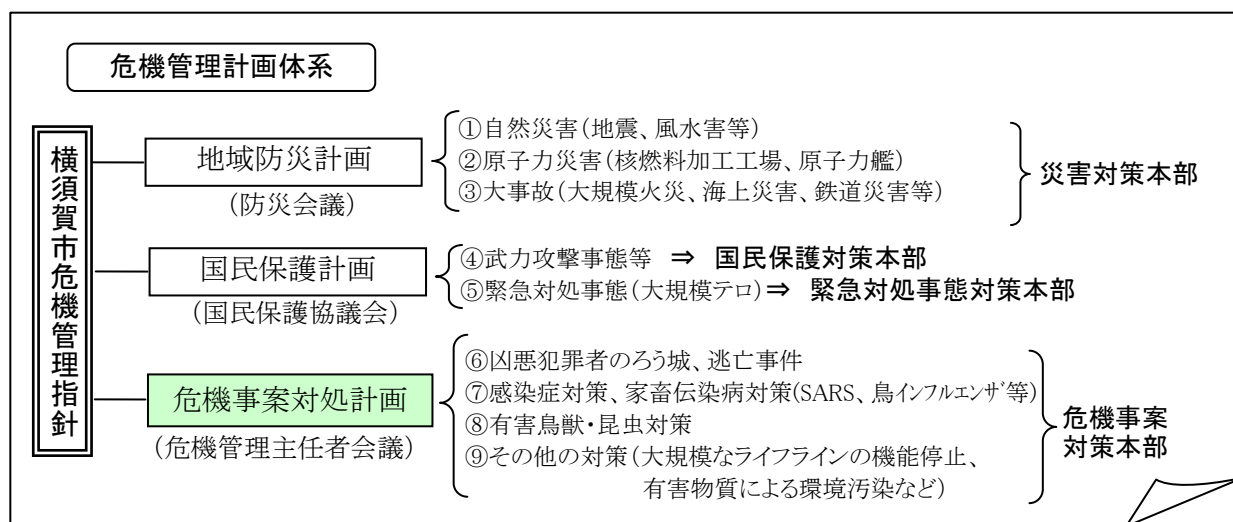 危機管理計画体系
横須賀市危機管理指針
地域防災計画
(防災会議)
①自然災害(地震、風水害等)
②原子力災害(核燃料加工工場、原子力艦)
③大事故(大規模火災、海上災害、鉄道災害等)
災害対策本部
国民保護計画
(国民保護協議会)
④武力攻撃事態等 ⇒ 国民保護対策本部
⑤緊急対処事態(大規模テロ)⇒ 緊急対処事態対策本部
危機事案対処計画
(危機管理主任者会議)
⑥凶悪犯罪者のろう城、逃亡事件
⑦感染症対策、家畜伝染病対策(SARS、鳥インフルエンザ等)
⑧有害鳥獣・昆虫対策
⑨その他の対策(大規模なライフラインの機能停止、
有害物質による環境汚染など)
危機事案
対策本部